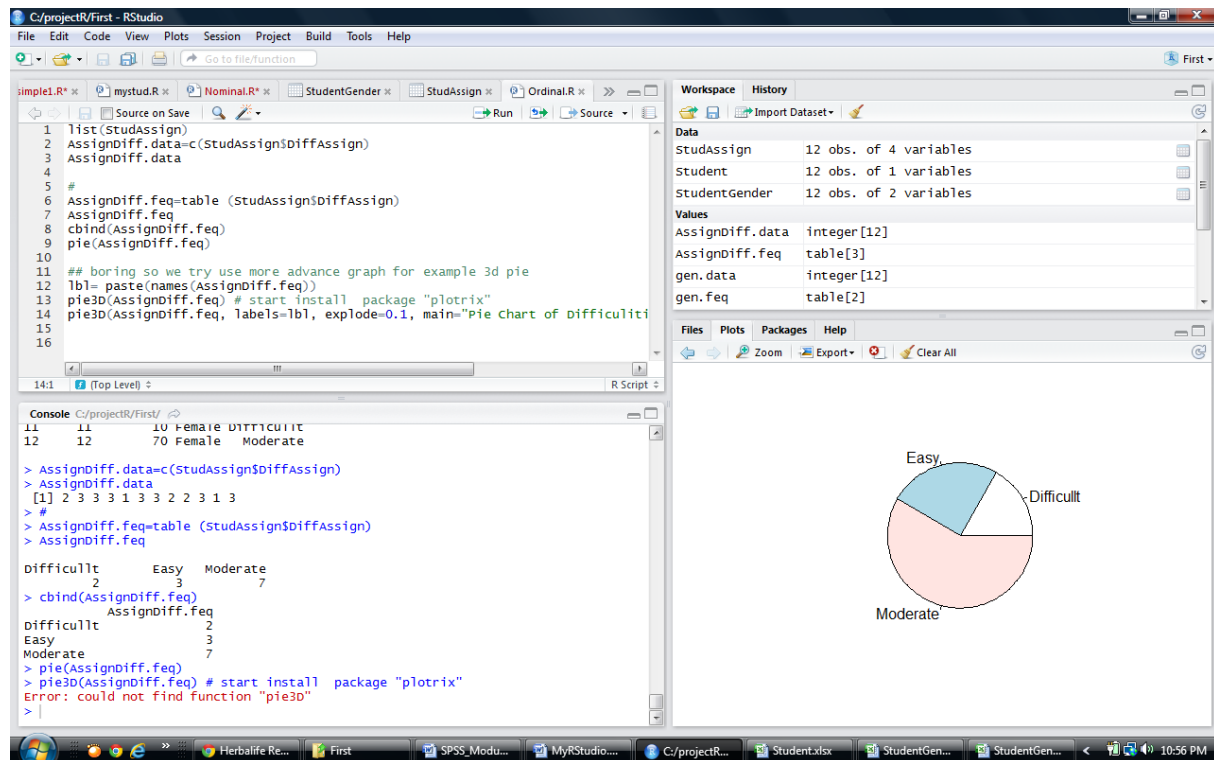 C:/projectR/First - RStudio
File Edit Code View Plots Session Project Build Tools Help
Go to file/function
First
simple1.R* mystud.R Nominal.R* StudentGender StudAssign Ordinal.R
Source on Save Run Source
1 list(StudAssign)
2 AssignDiff.data=c(StudAssign$DiffAssign)
3 AssignDiff.data
4
5 #
6 AssignDiff.feq=table (StudAssign$DiffAssign)
7 AssignDiff.feq
8 cbind(AssignDiff.feq)
9 pie(AssignDiff.feq)
10
11 ## boring so we try use more advance graph for example 3d pie
12 lbl= paste(names(AssignDiff.feq))
13 pie3D(AssignDiff.feq) # start install  package "plotrix"
14 pie3D(AssignDiff.feq, labels=lbl, explode=0.1, main="Pie Chart of Difficuliti
15
16
14:1 (Top Level) R Script
Console C:/projectR/First/
11 11 10 Female Difficullt
12 12 70 Female Moderate
> AssignDiff.data=c(StudAssign$DiffAssign)
> AssignDiff.data
[1] 2 3 3 3 1 3 3 2 2 3 1 3
> #
> AssignDiff.feq=table (StudAssign$DiffAssign)
> AssignDiff.feq
Difficullt Easy Moderate
2 3 7
> cbind(AssignDiff.feq)
AssignDiff.feq
Difficullt 2
Easy 3
Moderate 7
> pie(AssignDiff.feq)
> pie3D(AssignDiff.feq) # start install  package "plotrix"
Error: could not find function "pie3D"
>
Workspace History
Import Dataset
Data
StudAssign 12 obs. of 4 variables
Student 12 obs. of 1 variables
StudentGender 12 obs. of 2 variables
Values
AssignDiff.data integer[12]
AssignDiff.feq table[3]
gen.data integer[12]
gen.feq table[2]
Files Plots Packages Help
Zoom Export Clear All
Easy
Difficullt
Moderate
Herbalife Re... First SPSS_Modu... MyRStudio.... C:/projectR... Student.xlsx StudentGen... StudentGen... 10:56 PM